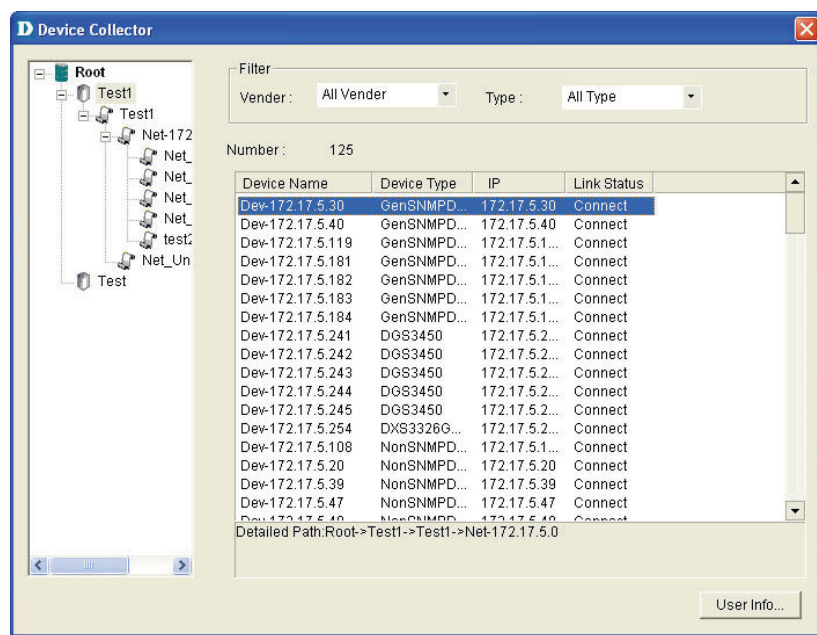 D Device Collector
Root
Test1
Test1
Net-172
Net_
Net_
Net_
Net_
test2
Net_Un
Test
Filter
Vender : All Vender Type : All Type
Number : 125
Device Name Device Type IP Link Status
Dev-172.17.5.30 GenSNMPD... 172.17.5.30 Connect
Dev-172.17.5.40 GenSNMPD... 172.17.5.40 Connect
Dev-172.17.5.119 GenSNMPD... 172.17.5.1... Connect
Dev-172.17.5.181 GenSNMPD... 172.17.5.1... Connect
Dev-172.17.5.182 GenSNMPD... 172.17.5.1... Connect
Dev-172.17.5.183 GenSNMPD... 172.17.5.1... Connect
Dev-172.17.5.184 GenSNMPD... 172.17.5.1... Connect
Dev-172.17.5.241 DGS3450 172.17.5.2... Connect
Dev-172.17.5.242 DGS3450 172.17.5.2... Connect
Dev-172.17.5.243 DGS3450 172.17.5.2... Connect
Dev-172.17.5.244 DGS3450 172.17.5.2... Connect
Dev-172.17.5.245 DGS3450 172.17.5.2... Connect
Dev-172.17.5.254 DXS3326G... 172.17.5.2... Connect
Dev-172.17.5.108 NonSNMPD... 172.17.5.1... Connect
Dev-172.17.5.20 NonSNMPD... 172.17.5.20 Connect
Dev-172.17.5.39 NonSNMPD... 172.17.5.39 Connect
Dev-172.17.5.47 NonSNMPD... 172.17.5.47 Connect
Detailed Path:Root->Test1->Test1->Net-172.17.5.0
User Info...